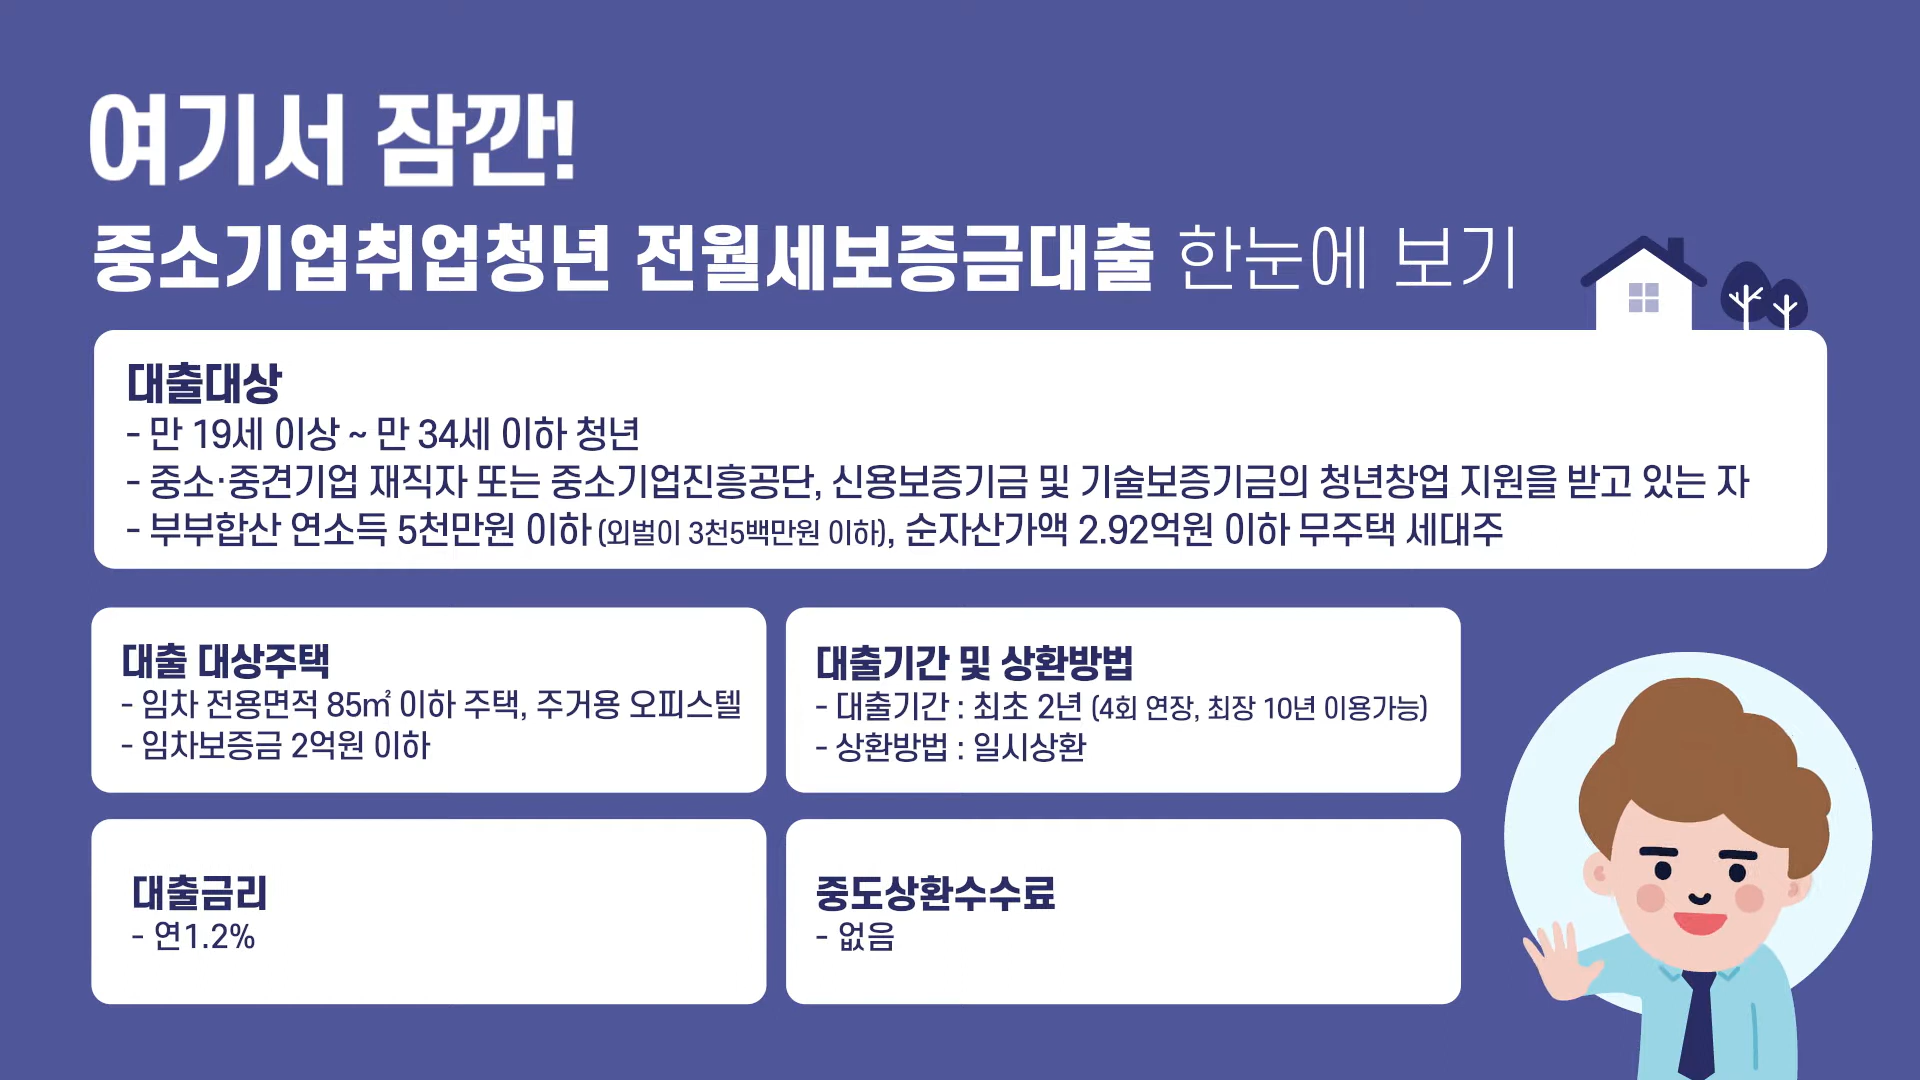 여기서 잠깐!
중소기업취업청년 전월세보증금대출 한눈에 보기
대출대상
- 만 19세 이상 ~ 만 34세 이하 청년
- 중소·중견기업 재직자 또는 중소기업진흥공단, 신용보증기금 및 기술보증기금의 청년창업 지원을 받고 있는 자
- 부부합산 연소득 5천만원 이하 (외벌이 3천5백만원 이하), 순자산가액 2.92억원 이하 무주택 세대주
대출 대상주택
- 임차 전용면적 85㎡ 이하 주택, 주거용 오피스텔
- 임차보증금 2억원 이하
대출기간 및 상환방법
- 대출기간 : 최초 2년 (4회 연장, 최장 10년 이용가능)
- 상환방법 : 일시상환
대출금리
- 연1.2%
중도상환수수료
- 없음